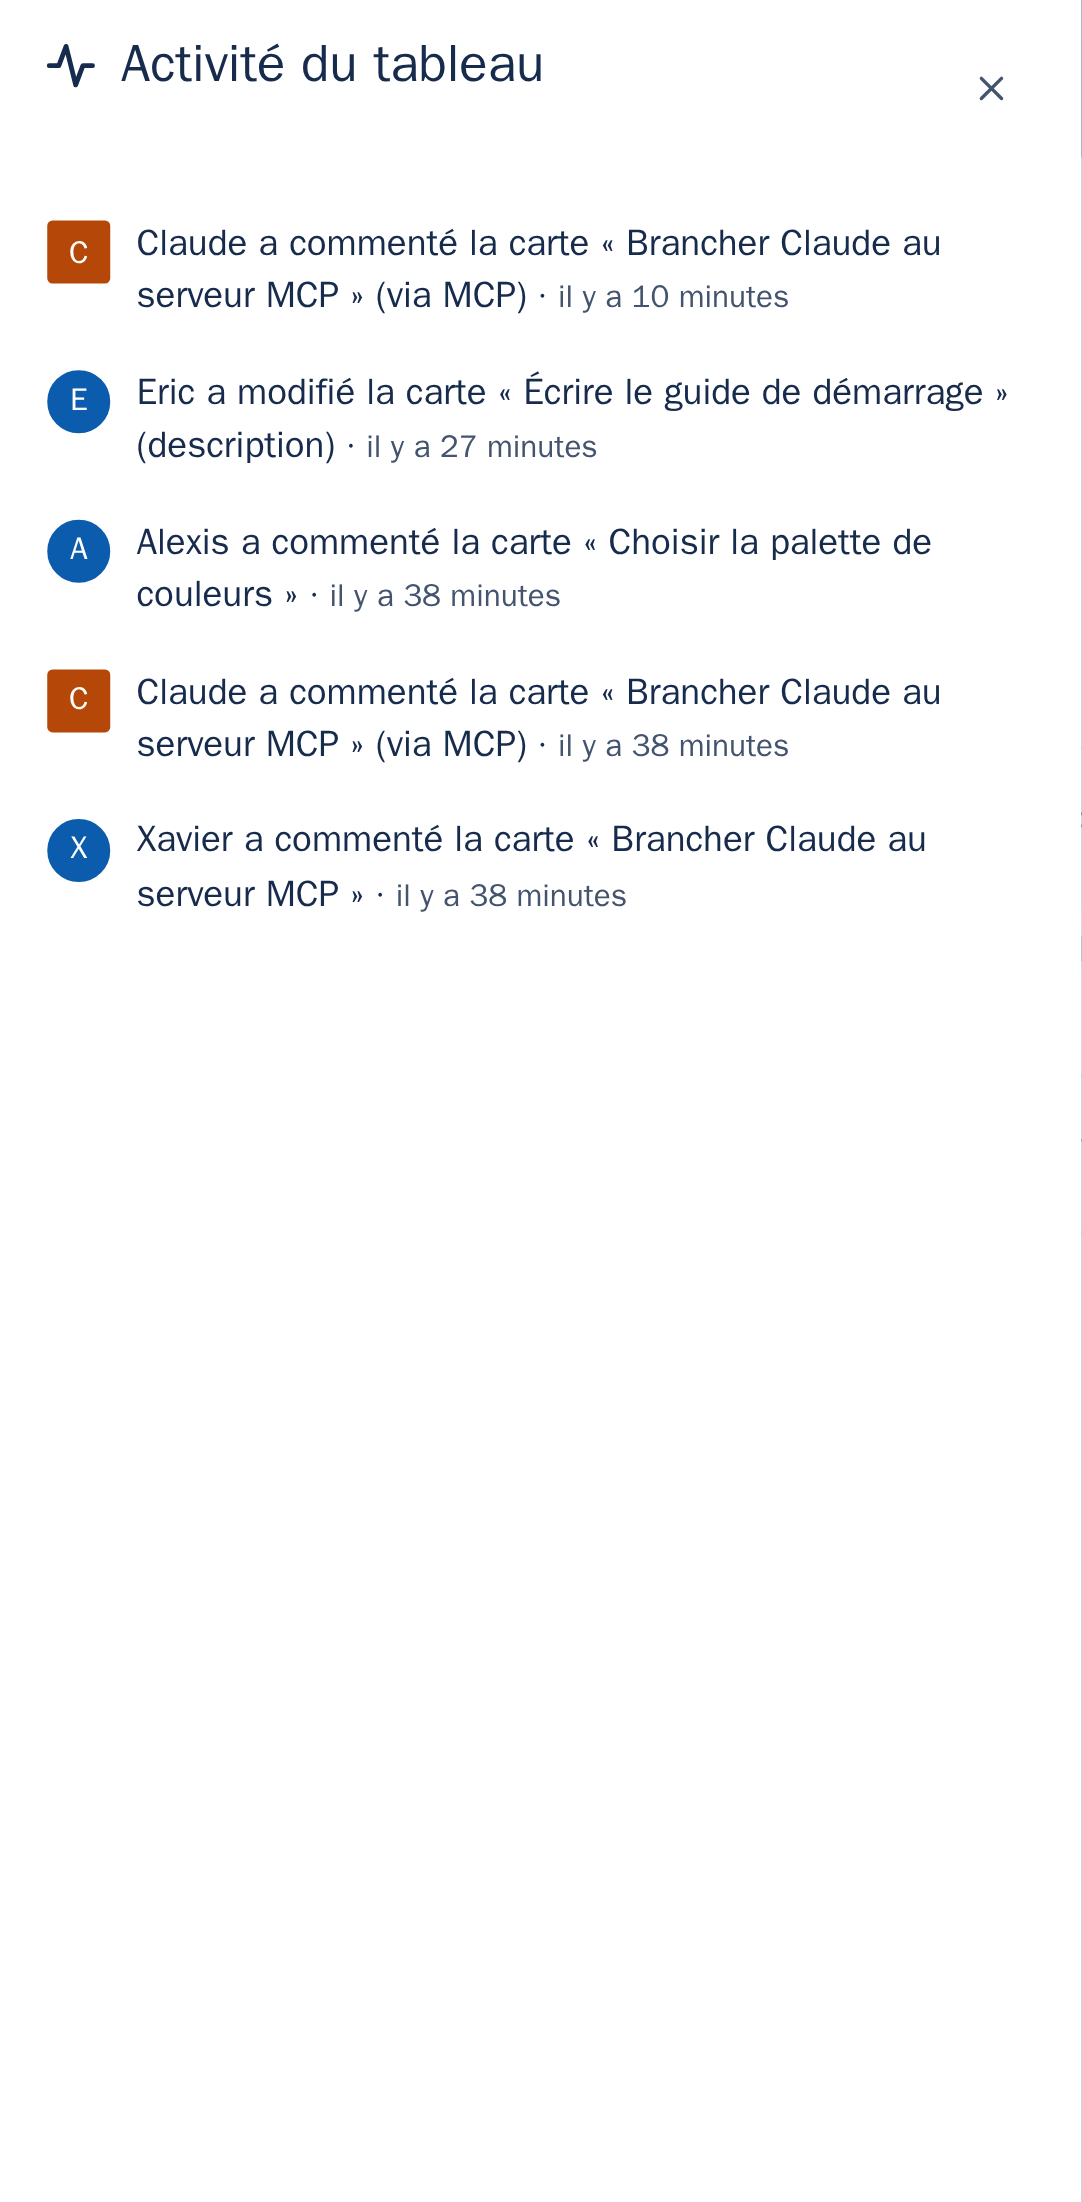 Activité du tableau
C
Claude a commenté la carte « Brancher Claude au
serveur MCP » (via MCP) · il y a 10 minutes
E
Eric a modifié la carte « Écrire le guide de démarrage »
(description) · il y a 27 minutes
A
Alexis a commenté la carte « Choisir la palette de
couleurs » · il y a 38 minutes
C
Claude a commenté la carte « Brancher Claude au
serveur MCP » (via MCP) · il y a 38 minutes
X
Xavier a commenté la carte « Brancher Claude au
serveur MCP » · il y a 38 minutes